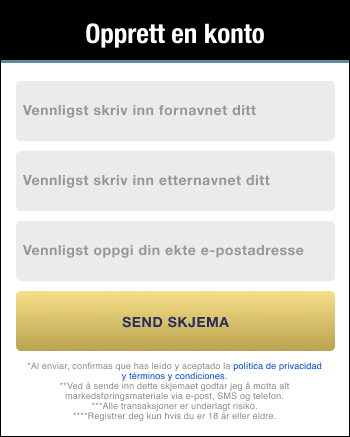 Opprett en konto
Vennligst skriv inn fornavnet ditt
Vennligst skriv inn etternavnet ditt
Vennligst oppgi din ekte e-postadresse
SEND SKJEMA
*Al enviar, confirmas que has leído y aceptado la política de privacidad
y términos y condiciones.
**Ved å sende inn dette skjemaet godtar jeg å motta alt
markedsføringsmateriale via e-post, SMS og telefon.
***Alle transaksjoner er underlagt risiko.
****Registrer deg kun hvis du er 18 år eller eldre.